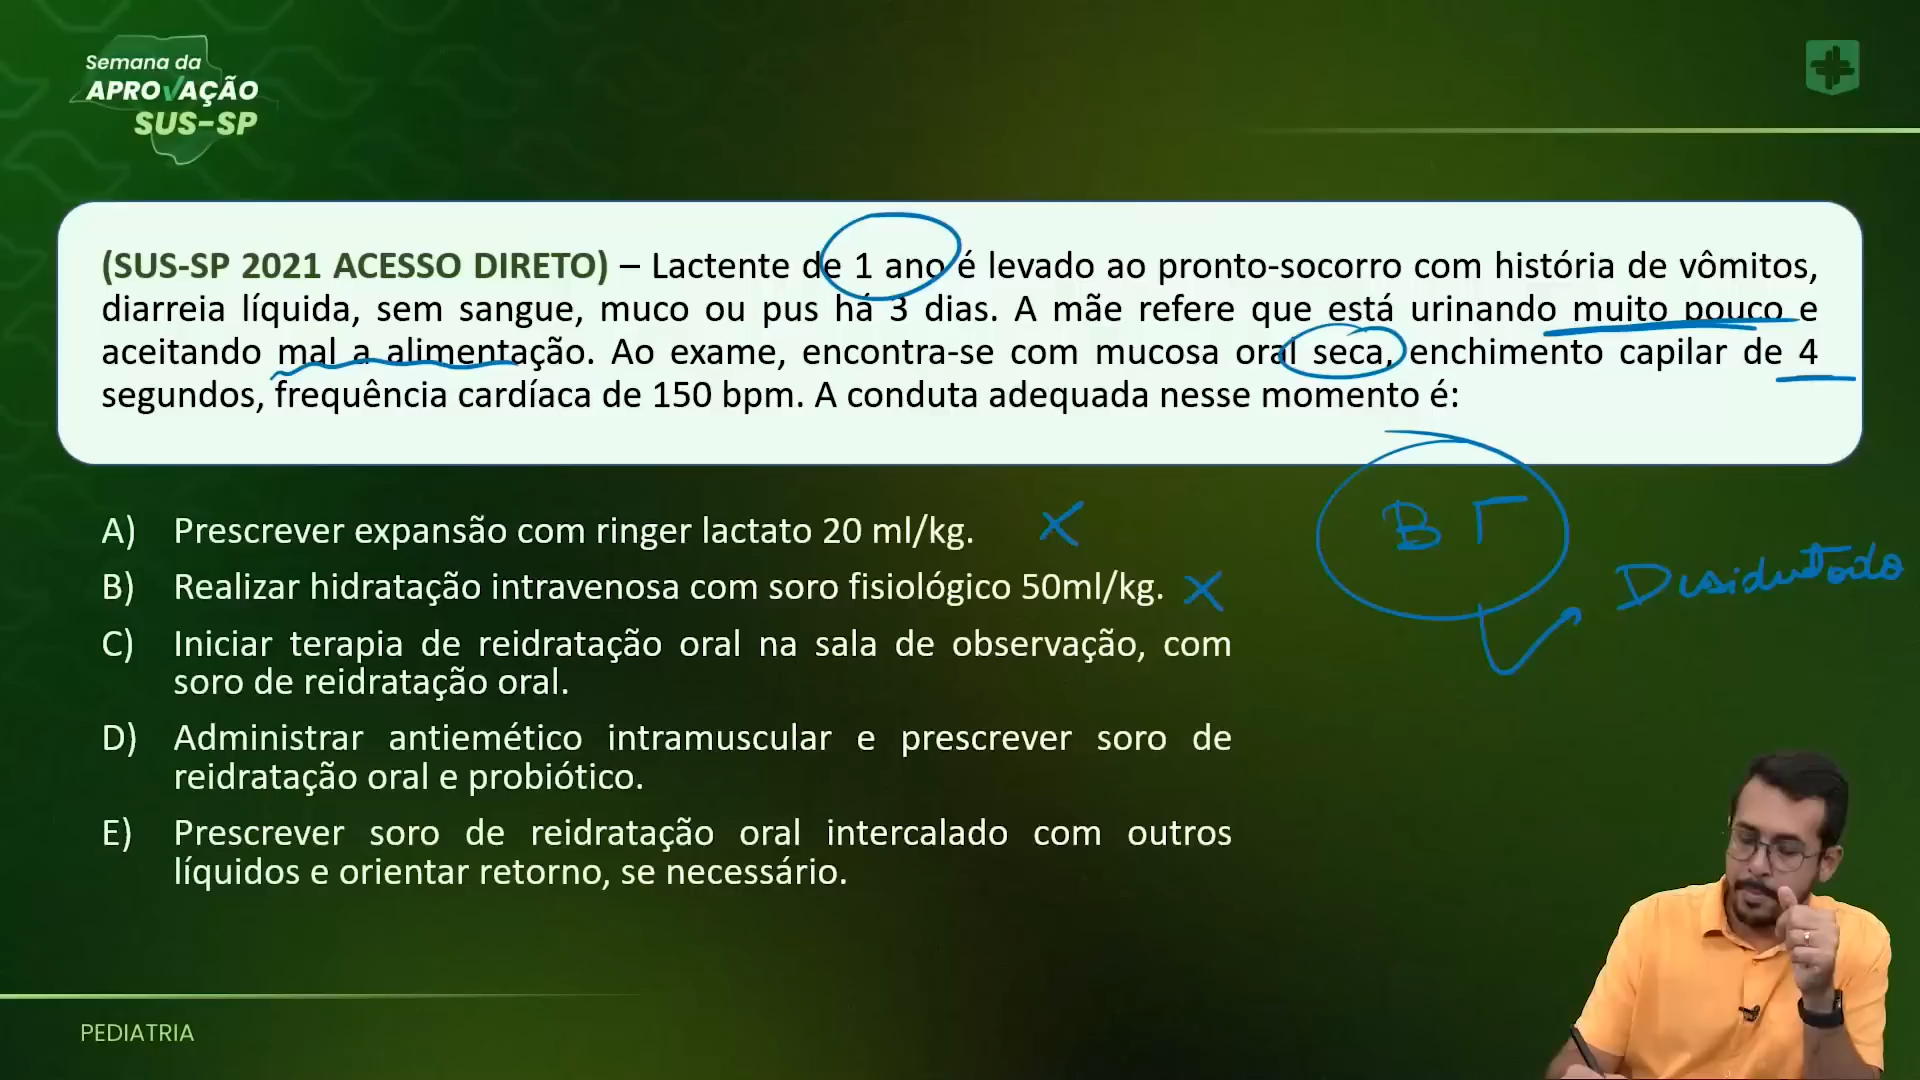 Semana da
APROVAÇÃO
SUS-SP
(SUS-SP 2021 ACESSO DIRETO) – Lactente de 1 ano é levado ao pronto-socorro com história de vômitos,
diarreia líquida, sem sangue, muco ou pus há 3 dias. A mãe refere que está urinando muito pouco e
aceitando mal a alimentação. Ao exame, encontra-se com mucosa oral seca, enchimento capilar de 4
segundos, frequência cardíaca de 150 bpm. A conduta adequada nesse momento é:
A) Prescrever expansão com ringer lactato 20 ml/kg. X
B) Realizar hidratação intravenosa com soro fisiológico 50ml/kg. X
C) Iniciar terapia de reidratação oral na sala de observação, com
soro de reidratação oral.
D) Administrar antiemético intramuscular e prescrever soro de
reidratação oral e probiótico.
E) Prescrever soro de reidratação oral intercalado com outros
líquidos e orientar retorno, se necessário.
PEDIATRIA